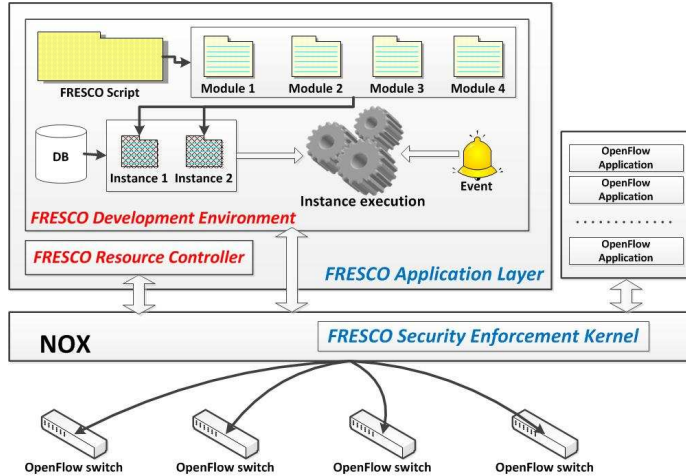 FRESCO Script
Module 1
Module 2
Module 3
Module 4
DB
Instance 1
Instance 2
Instance execution
Event
FRESCO Development Environment
FRESCO Resource Controller
FRESCO Application Layer
OpenFlow
Application
OpenFlow
Application
.............
OpenFlow
Application
NOX
FRESCO Security Enforcement Kernel
OpenFlow switch
OpenFlow switch
OpenFlow switch
OpenFlow switch